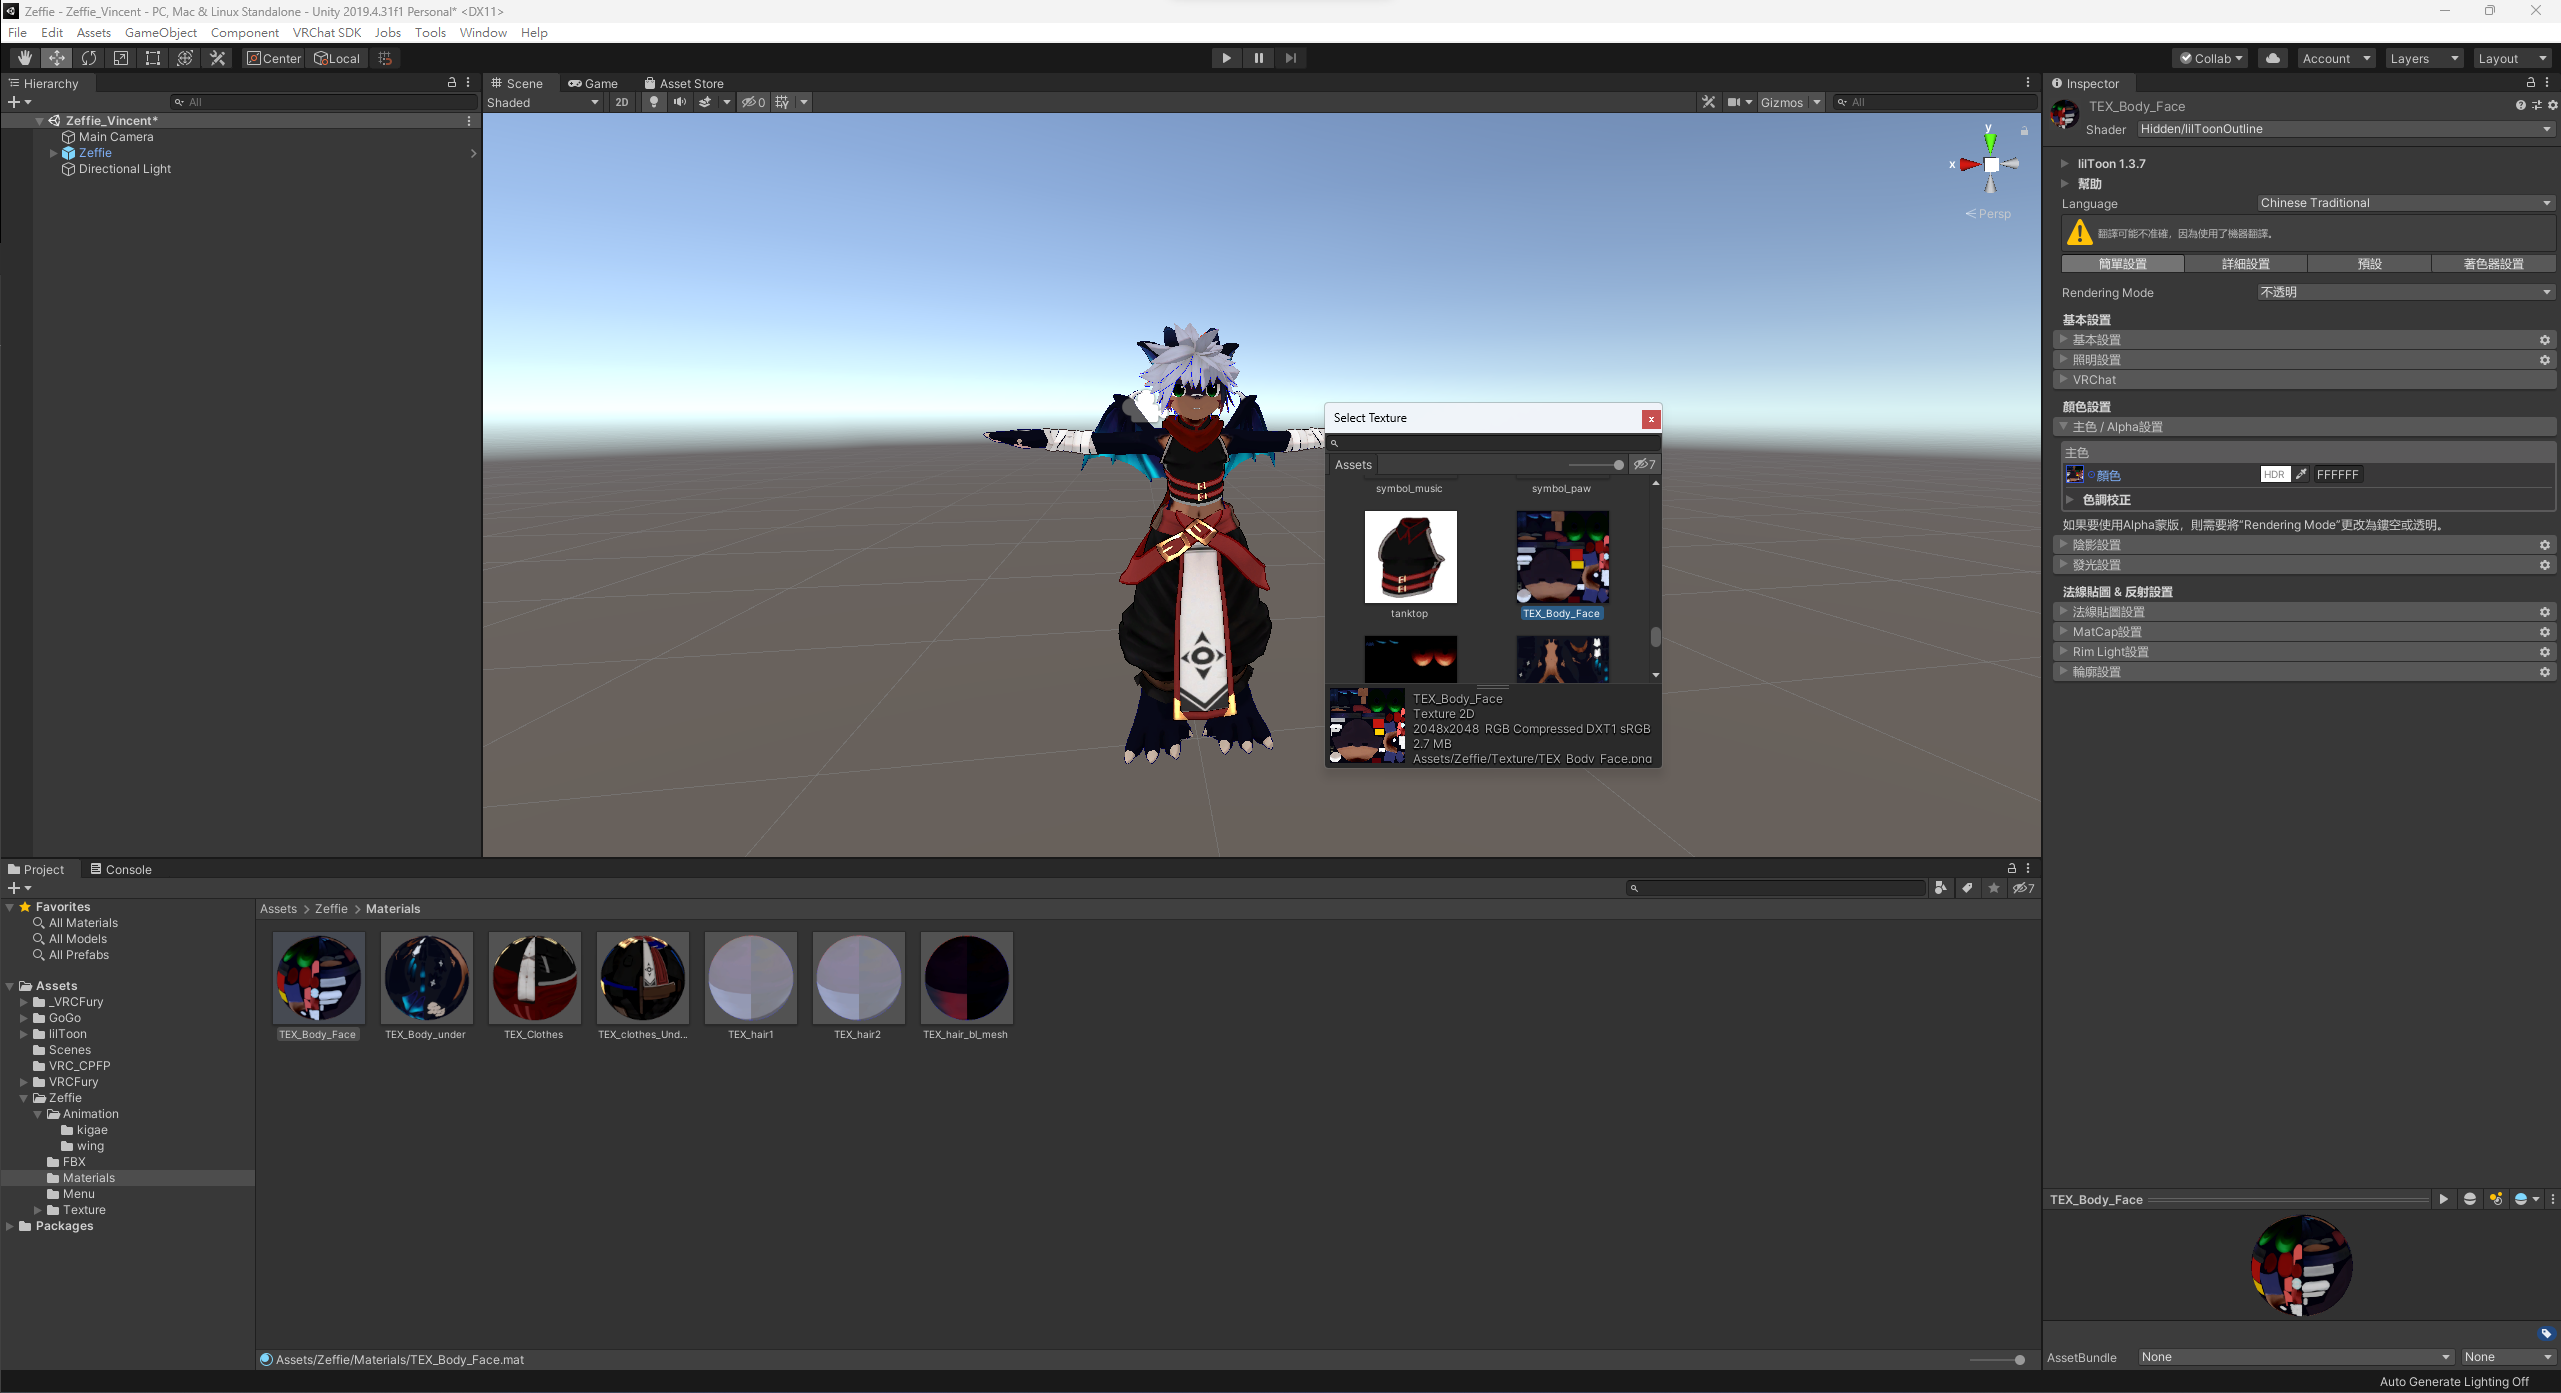 Zeffie - Zeffie_Vincent - PC, Mac & Linux Standalone - Unity 2019.4.31f1 Personal* <DX11>
File Edit Assets GameObject Component VRChat SDK Jobs Tools Window Help
Center Local
Collab Account Layers Layout
Hierarchy
All
Zeffie_Vincent*
Main Camera
Zeffie
Directional Light
Scene Game Asset Store
Shaded 2D 0 Gizmos All
y
x
Persp
Select Texture
Assets 7
symbol_music symbol_paw
tanktop TEX_Body_Face
TEX_Body_Face
Texture 2D
2048x2048 RGB Compressed DXT1 sRGB
2.7 MB
Assets/Zeffie/Texture/TEX_Body_Face.png
Inspector
TEX_Body_Face
Shader Hidden/lilToonOutline
lilToon 1.3.7
幫助
Language Chinese Traditional
翻譯可能不准確，因為使用了機器翻譯。
簡單設置 詳細設置 預設 著色器設置
Rendering Mode 不透明
基本設置
基本設置
照明設置
VRChat
顏色設置
主色 / Alpha設置
主色
顏色 HDR FFFFFF
色調校正
如果要使用Alpha蒙版，則需要將“Rendering Mode”更改為鏤空或透明。
陰影設置
發光設置
法線貼圖 & 反射設置
法線貼圖設置
MatCap設置
Rim Light設置
輪廓設置
Project Console
7
Favorites
All Materials
All Models
All Prefabs
Assets
_VRCFury
GoGo
lilToon
Scenes
VRC_CPFP
VRCFury
Zeffie
Animation
kigae
wing
FBX
Materials
Menu
Texture
Packages
Assets > Zeffie > Materials
TEX_Body_Face TEX_Body_under TEX_Clothes TEX_clothes_Und... TEX_hair1 TEX_hair2 TEX_hair_bl_mesh
Assets/Zeffie/Materials/TEX_Body_Face.mat
TEX_Body_Face
AssetBundle None None
Auto Generate Lighting Off